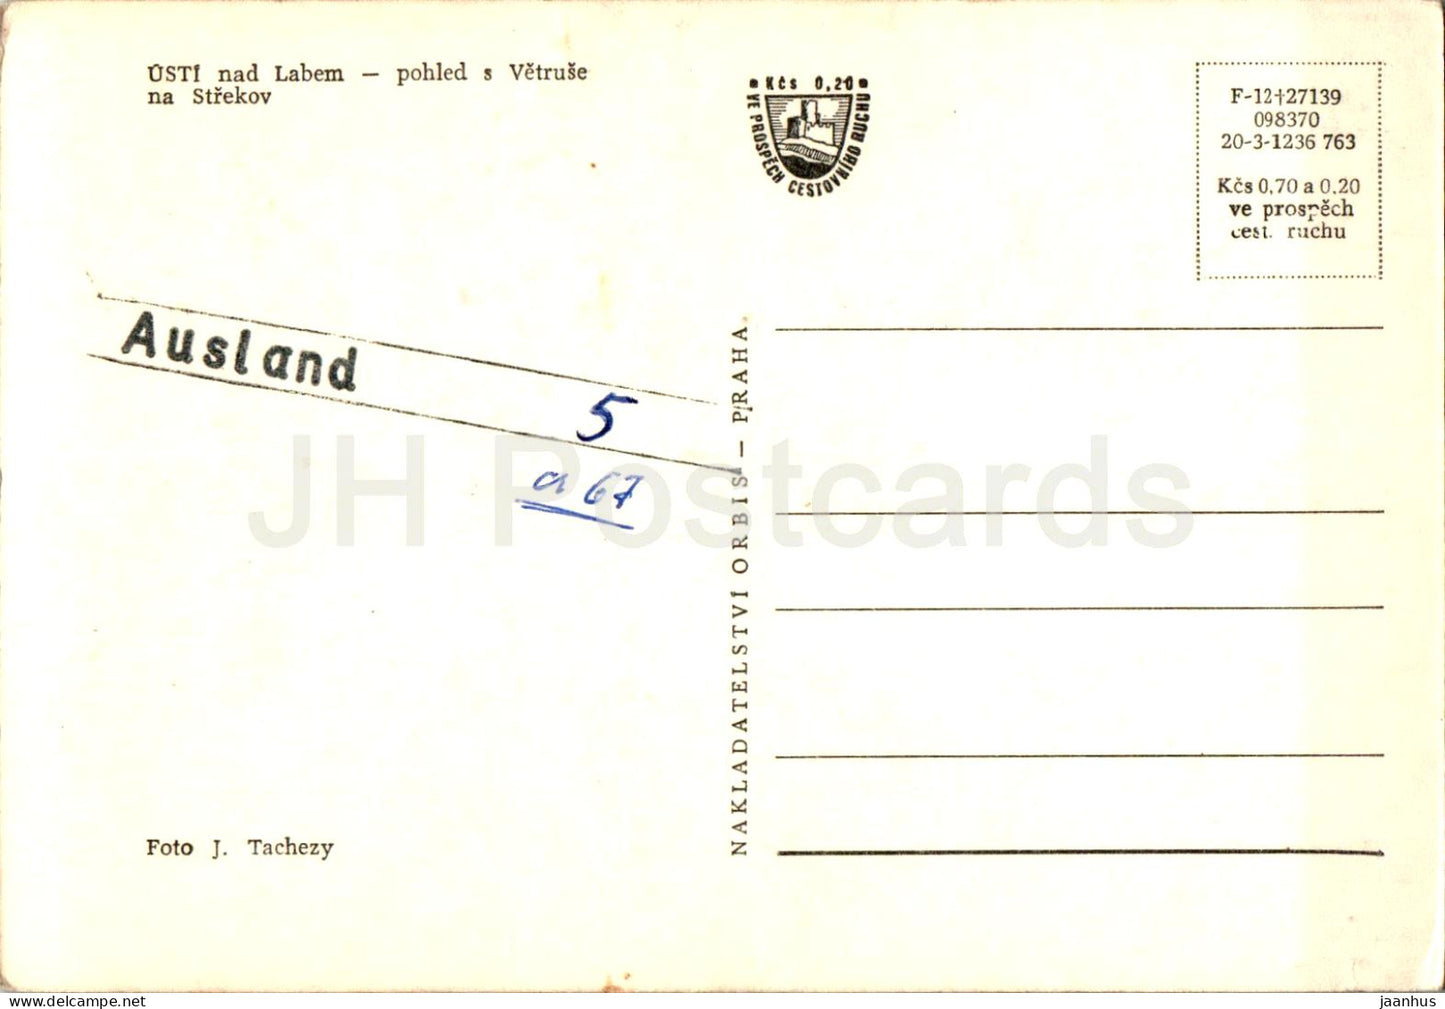 ÚSTÍ nad Labem — pohled s Větruše
na Střekov
Kčs 0,20
VE PROSPĚCH CESTOVNÍHO RUCHU
F-12†27139
098370
20-3-1236 763
Kčs 0,70 a 0.20
ve prospěch
cest. ruchu
Ausland
5
a 67
JH Postcards
NAKLADATELSTVÍ ORBIS — PRAHA
Foto J. Tachezy
www.delcampe.net
jaanhus